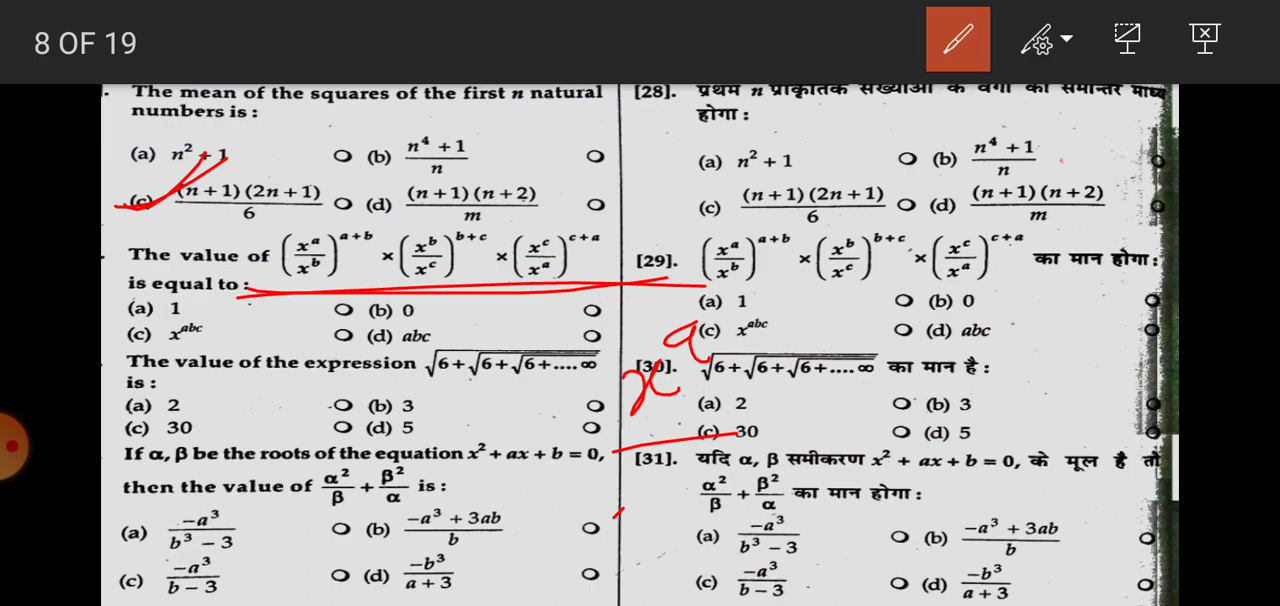 8 OF 19
The mean of the squares of the first n natural
numbers is :
(a) n² + 1 (b) (n⁴ + 1)/n
(c) (n + 1) (2n + 1)/6 (d) (n + 1) (n + 2)/m
The value of (xᵃ/xᵇ)ᵃ⁺ᵇ × (xᵇ/xᶜ)ᵇ⁺ᶜ × (xᶜ/xᵃ)ᶜ⁺ᵃ
is equal to :
(a) 1 (b) 0
(c) xᵃᵇᶜ (d) abc
The value of the expression √6+√6+√6+....∞
is :
(a) 2 (b) 3
(c) 30 (d) 5
If α, β be the roots of the equation x² + ax + b = 0,
then the value of α²/β + β²/α is :
(a) −a³/b³ − 3 (b) −a³ + 3ab/b
(c) −a³/b − 3 (d) −b³/a + 3
[28]. प्रथम n प्राकृतिक संख्याओं के वर्गों का समान्तर माध्य
होगा :
(a) n² + 1 (b) (n⁴ + 1)/n
(c) (n + 1) (2n + 1)/6 (d) (n + 1) (n + 2)/m
[29]. (xᵃ/xᵇ)ᵃ⁺ᵇ × (xᵇ/xᶜ)ᵇ⁺ᶜ × (xᶜ/xᵃ)ᶜ⁺ᵃ का मान होगा :
(a) 1 (b) 0
(c) xᵃᵇᶜ (d) abc
xᵃ
[30]. √6+√6+√6+....∞ का मान है :
(a) 2 (b) 3
(c) 30 (d) 5
[31]. यदि α, β समीकरण x² + ax + b = 0, के मूल है तो
α²/β + β²/α का मान होगा :
(a) −a³/b³ − 3 (b) −a³ + 3ab/b
(c) −a³/b − 3 (d) −b³/a + 3